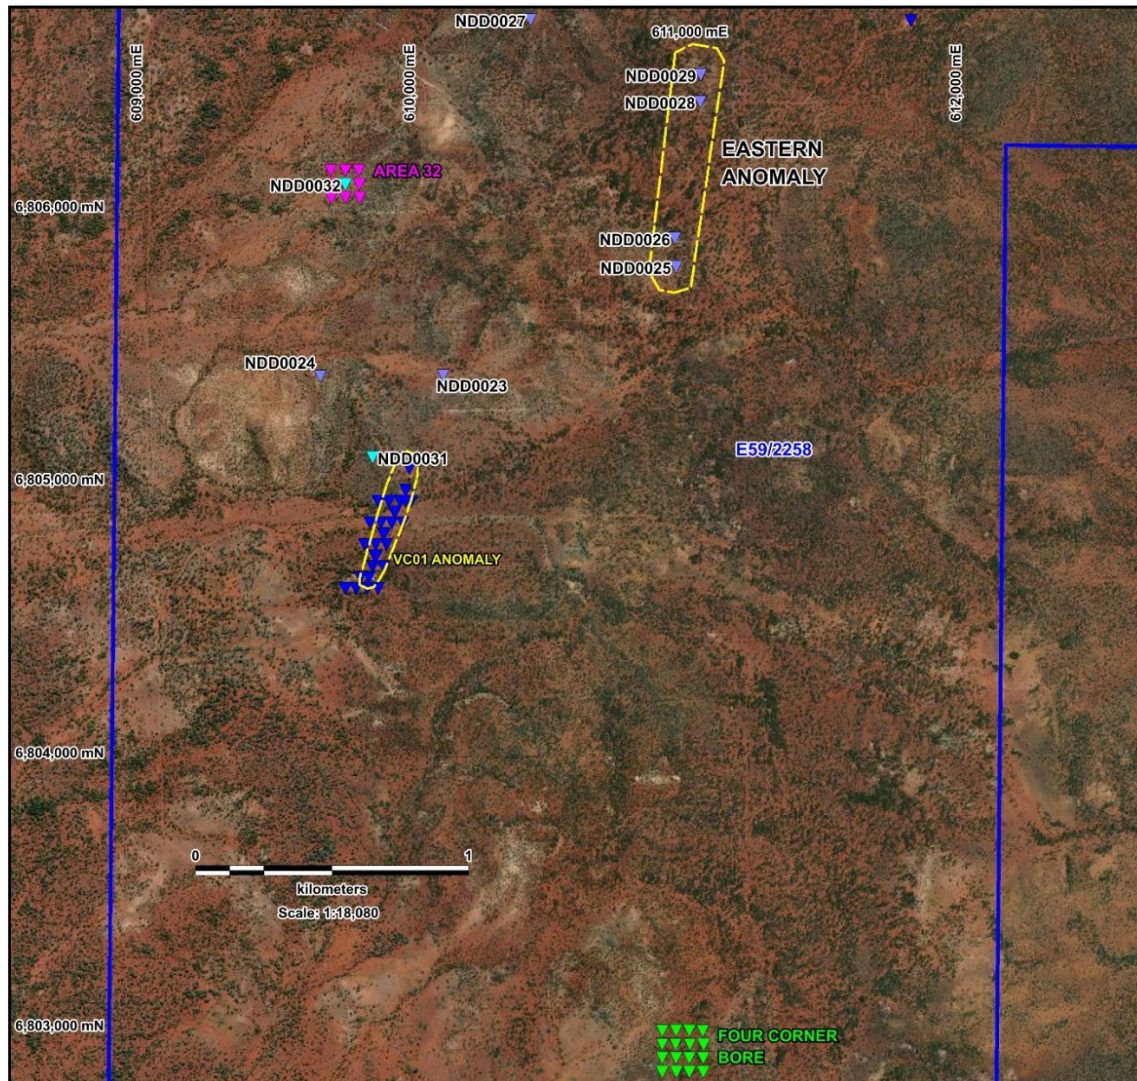 NDD0027
611,000 mE
609,000 mE
610,000 mE
612,000 mE
NDD0029
NDD0028
EASTERN
ANOMALY
AREA 32
NDD0032
6,806,000 mN
NDD0026
NDD0025
NDD0024
NDD0023
E59/2258
NDD0031
6,805,000 mN
VC01 ANOMALY
6,804,000 mN
0 1
kilometers
Scale: 1:18,080
6,803,000 mN
FOUR CORNER
BORE